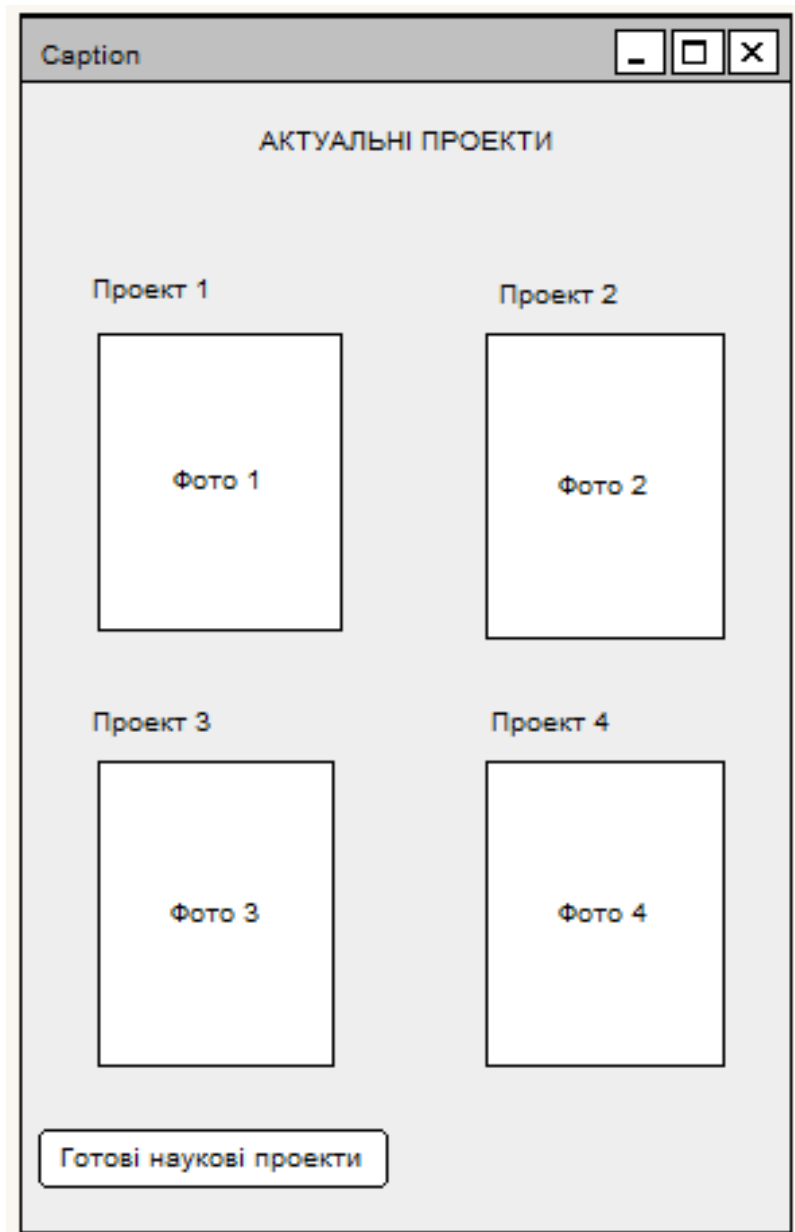 Caption
АКТУАЛЬНІ ПРОЕКТИ
Проект 1
Проект 2
Фото 1
Фото 2
Проект 3
Проект 4
Фото 3
Фото 4
Готові наукові проекти